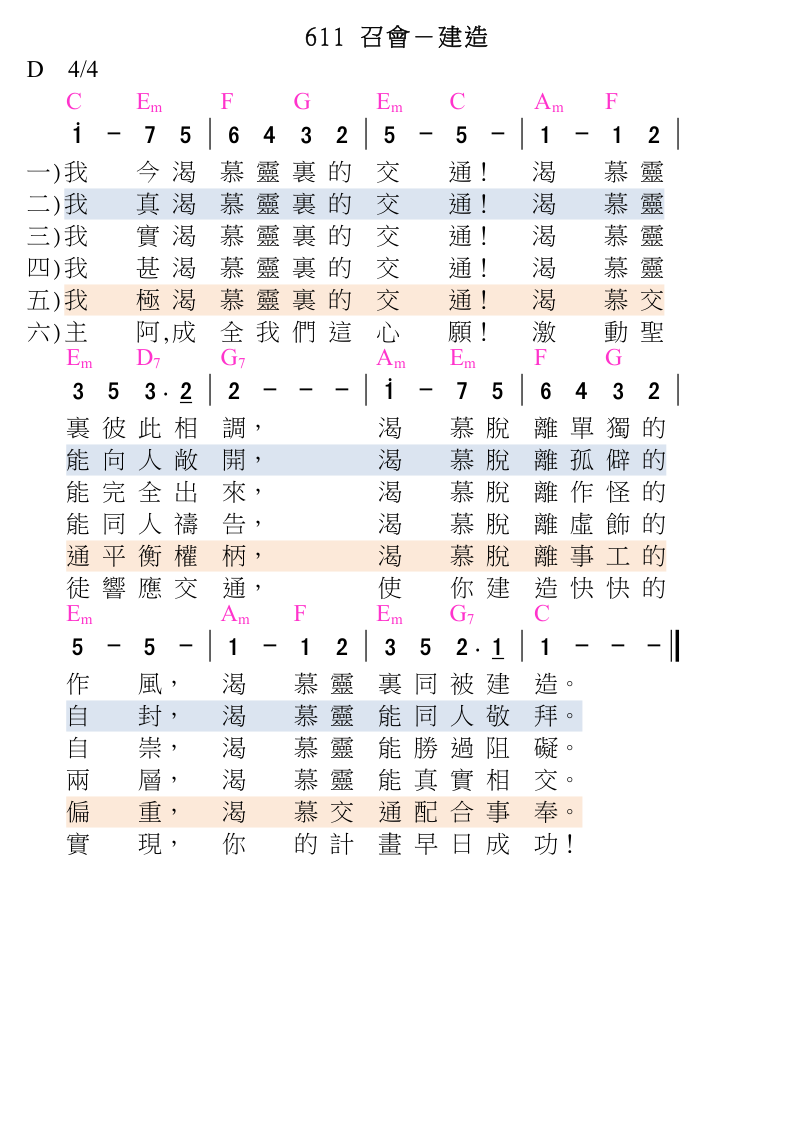 611 召會－建造
D 4/4
C Em F G Em C Am F
i － 7 5 | 6 4 3 2 | 5 － 5 － | 1 － 1 2 |
一)我 今渴慕靈裏的交 通！ 渴 慕靈
二)我 真渴慕靈裏的交 通！ 渴 慕靈
三)我 實渴慕靈裏的交 通！ 渴 慕靈
四)我 甚渴慕靈裏的交 通！ 渴 慕靈
五)我 極渴慕靈裏的交 通！ 渴 慕交
六)主 阿,成全我們這心 願！ 激 動聖
Em D7 G7 Am Em F G
3 5 3· 2 | 2 － － － | i － 7 5 | 6 4 3 2 |
裏彼此相調， 渴 慕脫離單獨的
能向人敞開， 渴 慕脫離孤僻的
能完全出來， 渴 慕脫離作怪的
能同人禱告， 渴 慕脫離虛飾的
通平衡權柄， 渴 慕脫離事工的
徒響應交通， 使 你建造快快的
Em Am F Em G7 C
5 － 5 － | 1 － 1 2 | 3 5 2· 1 | 1 － － －‖
作 風， 渴 慕靈裏同被建造。
自 封， 渴 慕靈能同人敬拜。
自 崇， 渴 慕靈能勝過阻礙。
兩 層， 渴 慕靈能真實相交。
偏 重， 渴 慕交通配合事奉。
實 現， 你 的計畫早日成功！